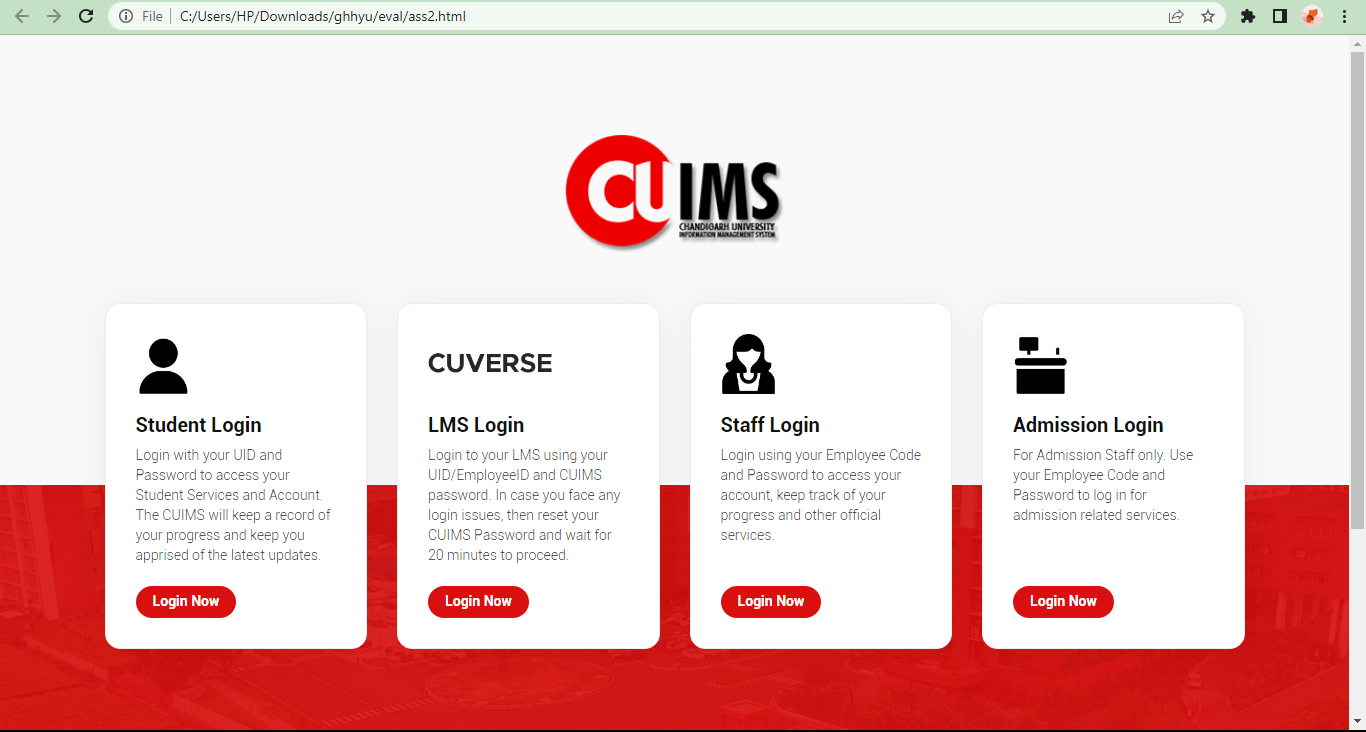 File
C:/Users/HP/Downloads/ghhyu/eval/ass2.html
CU IMS
CHANDIGARH UNIVERSITY
INFORMATION MANAGEMENT SYSTEM
Student Login
Login with your UID and
Password to access your
Student Services and Account.
The CUIMS will keep a record of
your progress and keep you
apprised of the latest updates.
Login Now
CUVERSE
LMS Login
Login to your LMS using your
UID/EmployeeID and CUIMS
password. In case you face any
login issues, then reset your
CUIMS Password and wait for
20 minutes to proceed.
Login Now
Staff Login
Login using your Employee Code
and Password to access your
account, keep track of your
progress and other official
services.
Login Now
Admission Login
For Admission Staff only. Use
your Employee Code and
Password to log in for
admission related services.
Login Now